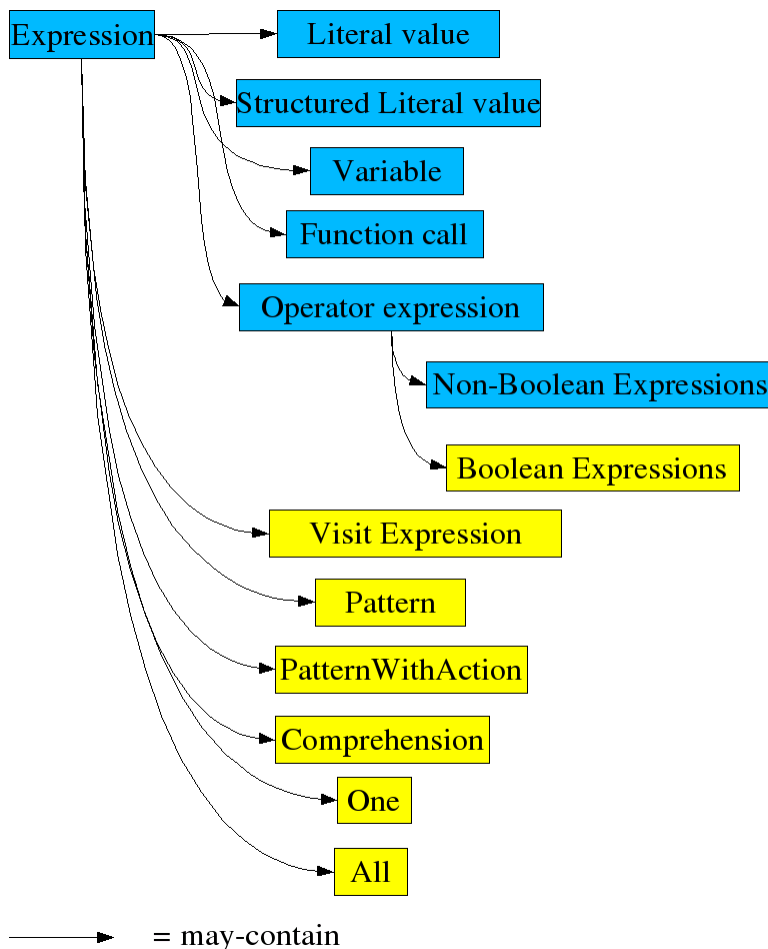 Expression
Literal value
Structured Literal value
Variable
Function call
Operator expression
Non-Boolean Expressions
Boolean Expressions
Visit Expression
Pattern
PatternWithAction
Comprehension
One
All
= may-contain